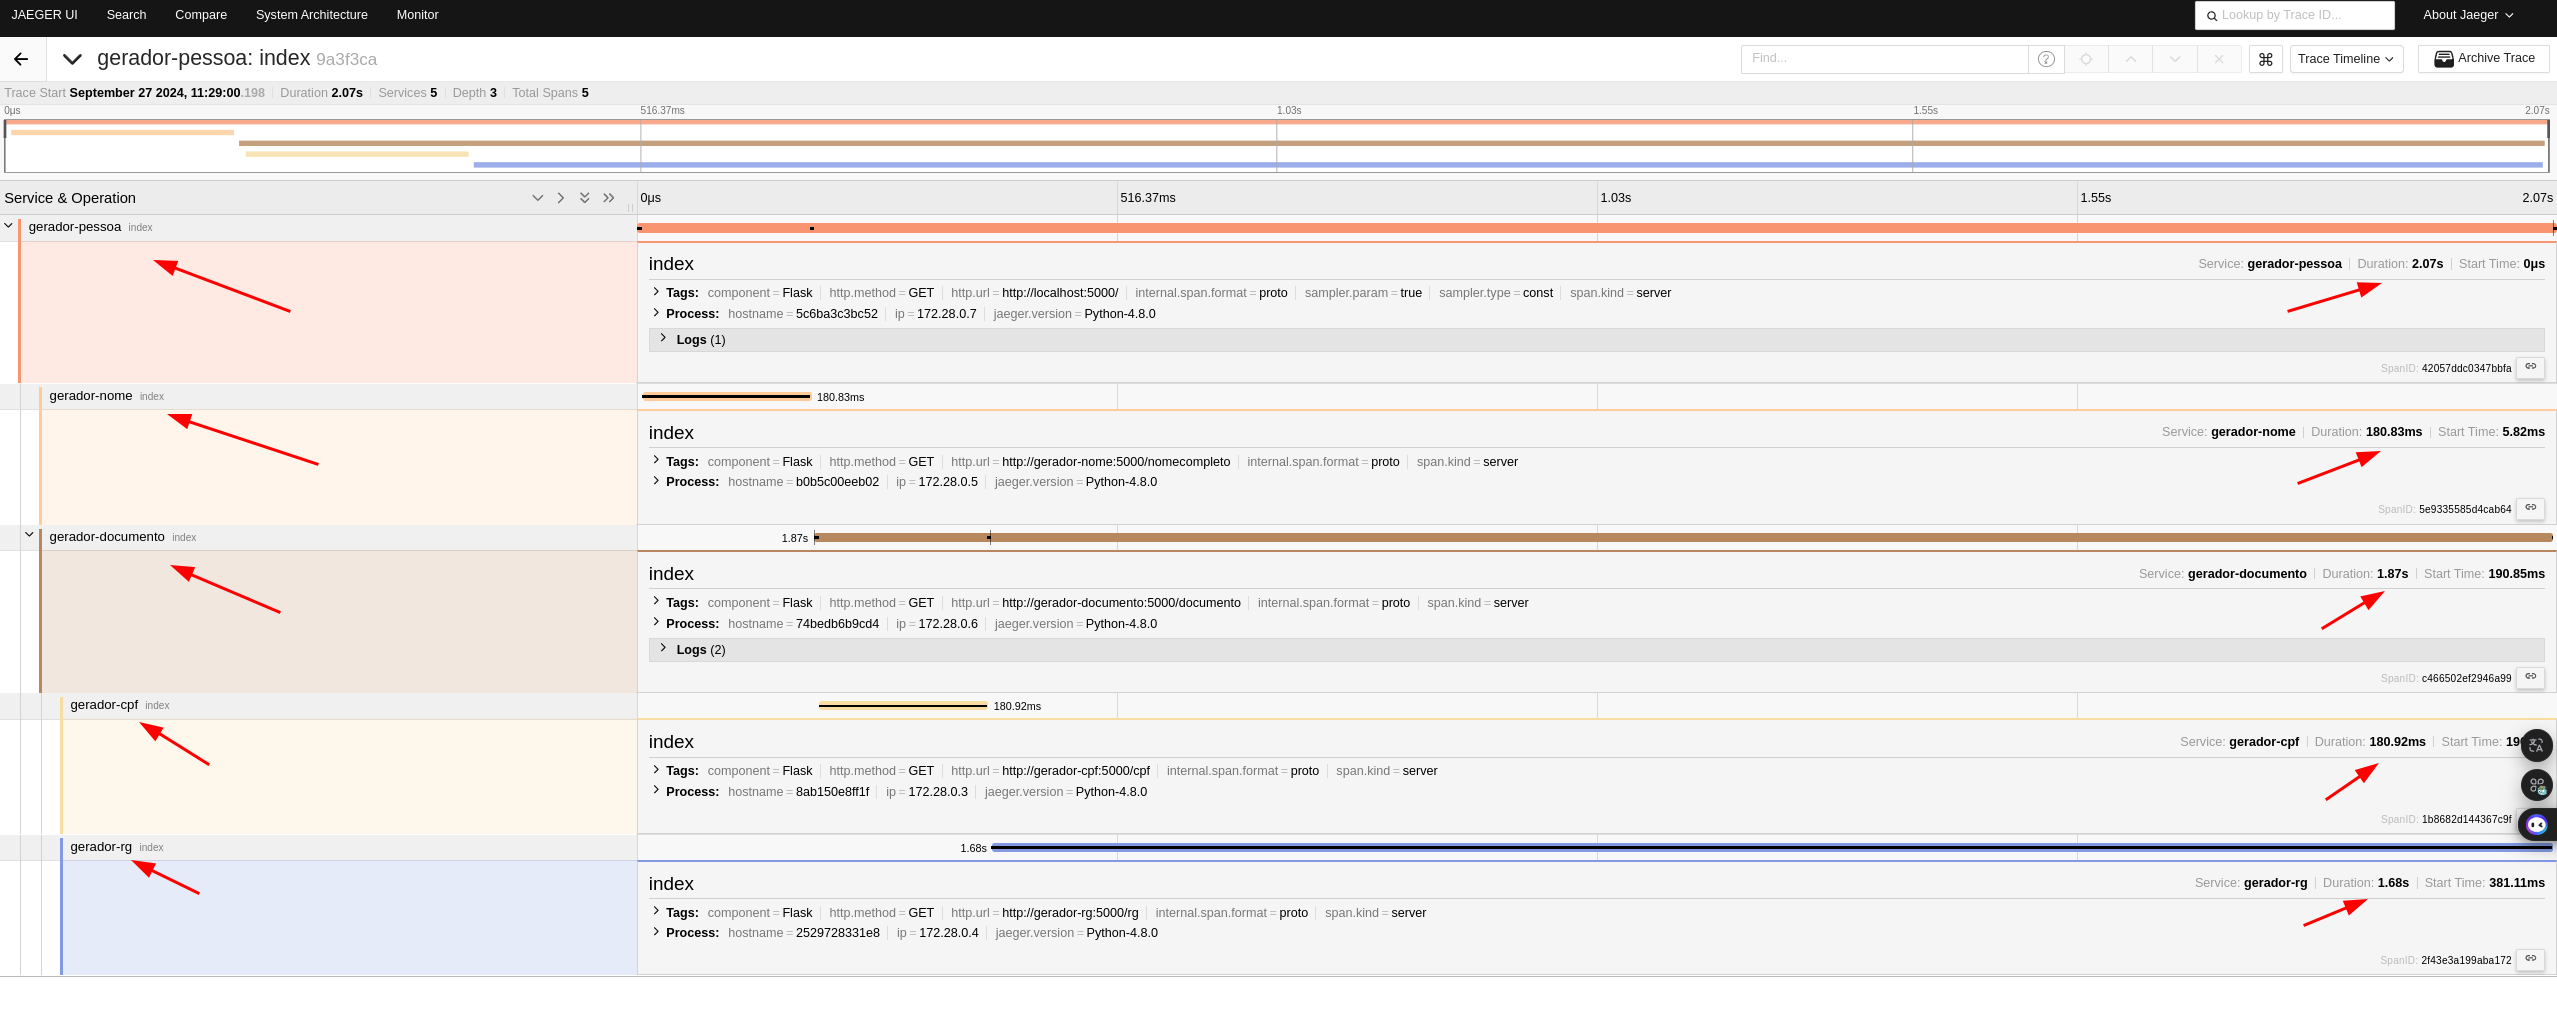 JAEGER UI Search Compare System Architecture Monitor Lookup by Trace ID... About Jaeger
gerador-pessoa: index 9a3f3ca Find... Trace Timeline Archive Trace
Trace Start September 27 2024, 11:29:00.198 Duration 2.07s Services 5 Depth 3 Total Spans 5
0μs 516.37ms 1.03s 1.55s 2.07s
Service & Operation 0μs 516.37ms 1.03s 1.55s 2.07s
gerador-pessoa index
index Service: gerador-pessoa Duration: 2.07s Start Time: 0μs
Tags: component = Flask http.method = GET http.url = http://localhost:5000/ internal.span.format = proto sampler.param = true sampler.type = const span.kind = server
Process: hostname = 5c6ba3c3bc52 ip = 172.28.0.7 jaeger.version = Python-4.8.0
Logs (1)
SpanID: 42057ddc0347bbfa
gerador-nome index 180.83ms
index Service: gerador-nome Duration: 180.83ms Start Time: 5.82ms
Tags: component = Flask http.method = GET http.url = http://gerador-nome:5000/nomecompleto internal.span.format = proto span.kind = server
Process: hostname = b0b5c00eeb02 ip = 172.28.0.5 jaeger.version = Python-4.8.0
SpanID: 5e9335585d4cab64
gerador-documento index 1.87s
index Service: gerador-documento Duration: 1.87s Start Time: 190.85ms
Tags: component = Flask http.method = GET http.url = http://gerador-documento:5000/documento internal.span.format = proto span.kind = server
Process: hostname = 74bedb6b9cd4 ip = 172.28.0.6 jaeger.version = Python-4.8.0
Logs (2)
SpanID: c466502ef2946a99
gerador-cpf index 180.92ms
index Service: gerador-cpf Duration: 180.92ms Start Time:
Tags: component = Flask http.method = GET http.url = http://gerador-cpf:5000/cpf internal.span.format = proto span.kind = server
Process: hostname = 8ab150e8ff1f ip = 172.28.0.3 jaeger.version = Python-4.8.0
SpanID: 1b8682d144367c9f
gerador-rg index 1.68s
index Service: gerador-rg Duration: 1.68s Start Time: 381.11ms
Tags: component = Flask http.method = GET http.url = http://gerador-rg:5000/rg internal.span.format = proto span.kind = server
Process: hostname = 2529728331e8 ip = 172.28.0.4 jaeger.version = Python-4.8.0
SpanID: 2f43e3a199aba172